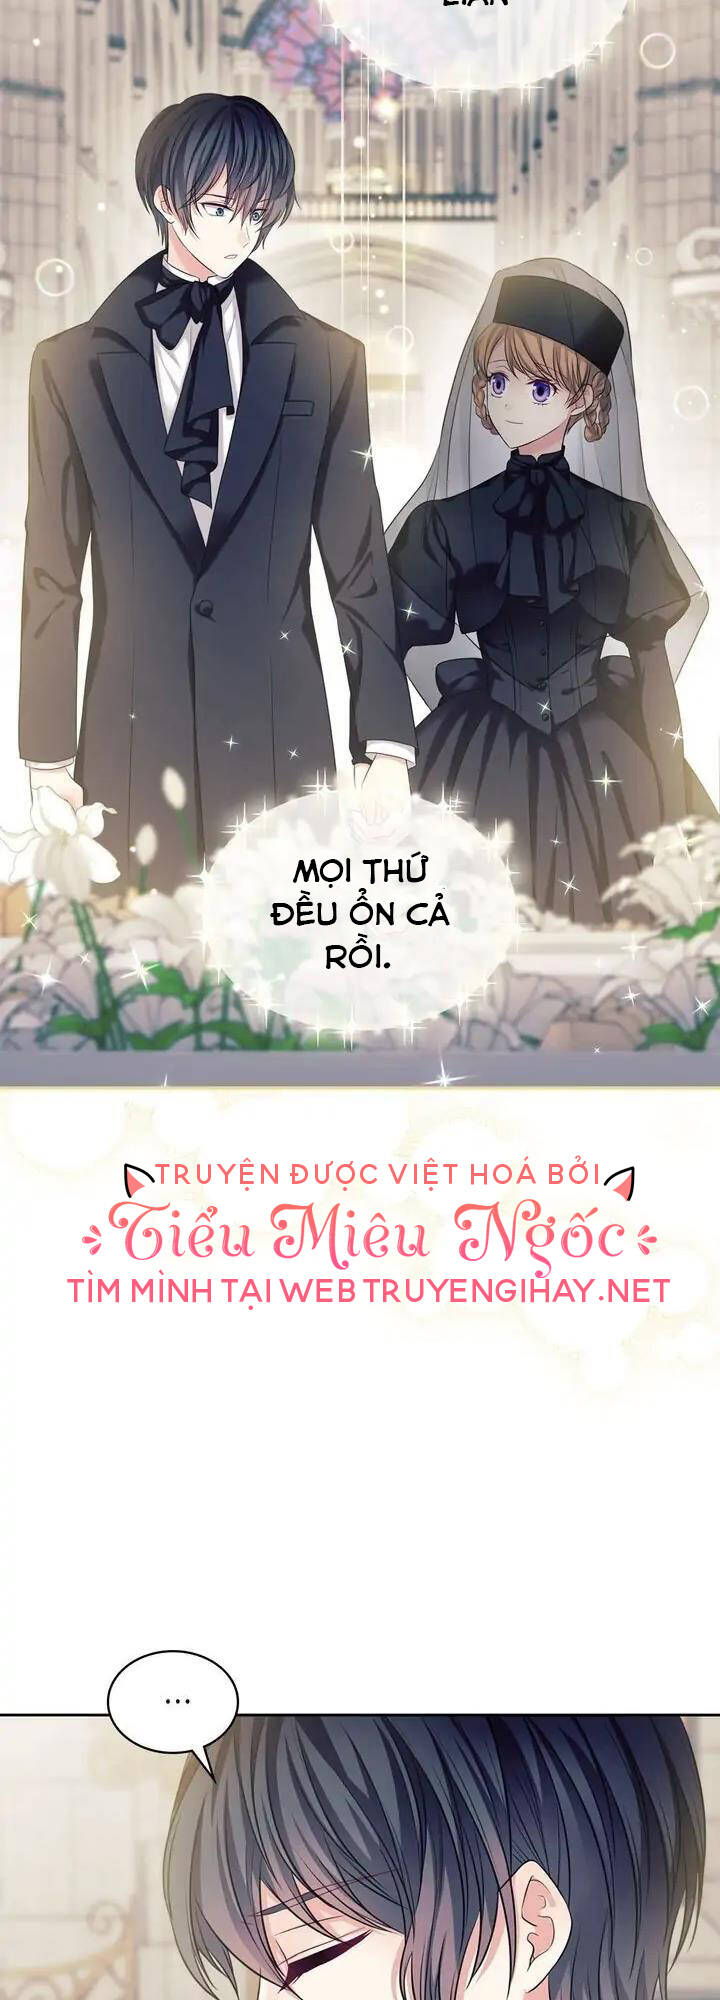 MỌI THỨ
ĐỀU ỔN CẢ
RỒI.
TRUYỆN ĐƯỢC VIỆT HOÁ BỞI
Tiểu Miêu Ngốc
TÌM MÌNH TẠI WEB TRUYENGIHAY.NET
...